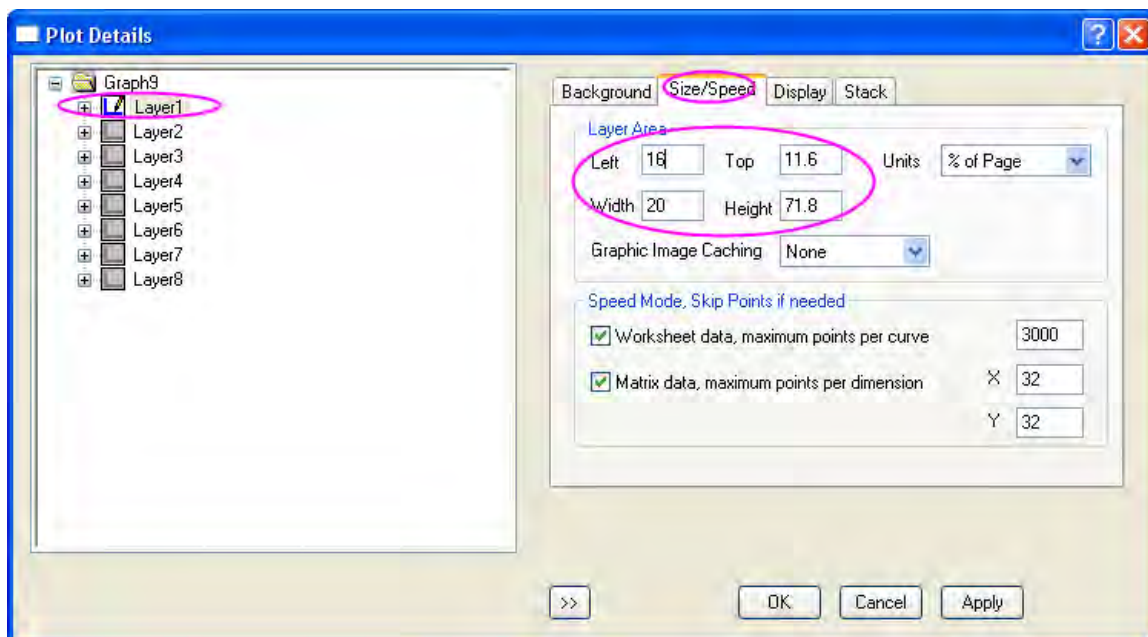 Plot Details
Graph9
Layer1
Layer2
Layer3
Layer4
Layer5
Layer6
Layer7
Layer8
Background Size/Speed Display Stack
Layer Area
Left 16 Top 11.6 Units % of Page
Width 20 Height 71.8
Graphic Image Caching None
Speed Mode, Skip Points if needed
Worksheet data, maximum points per curve 3000
Matrix data, maximum points per dimension X 32
Y 32
>> OK Cancel Apply